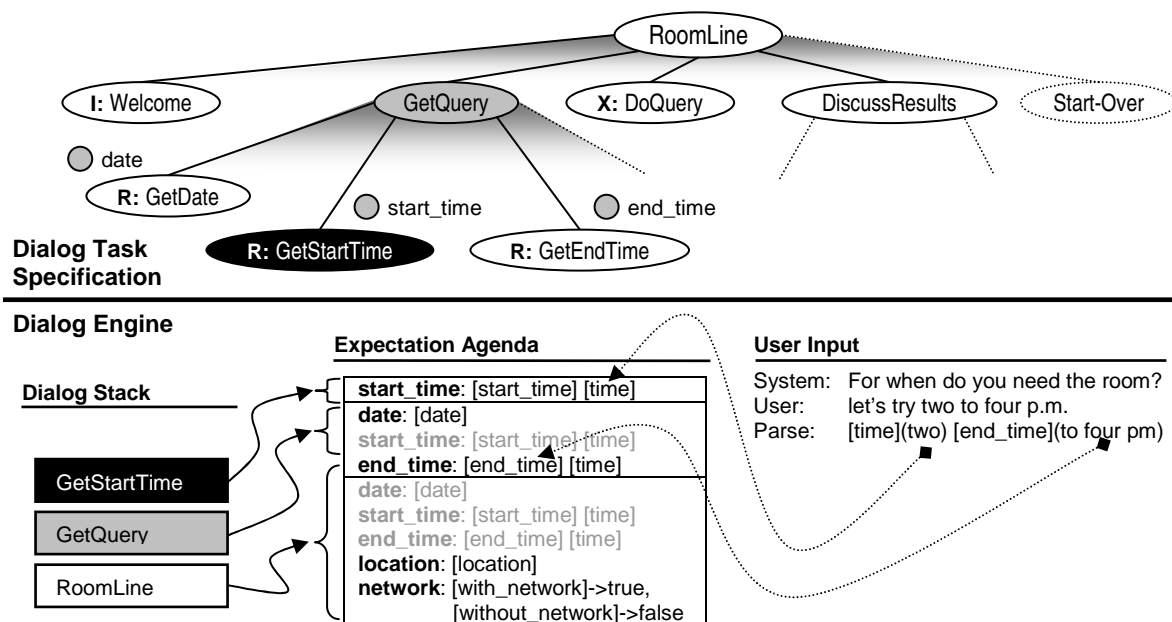 RoomLine
I: Welcome
GetQuery
X: DoQuery
DiscussResults
Start-Over
date
R: GetDate
start_time
end_time
R: GetStartTime
R: GetEndTime
Dialog Task
Specification
Dialog Engine
Dialog Stack
GetStartTime
GetQuery
RoomLine
Expectation Agenda
start_time: [start_time] [time]
date: [date]
start_time: [start_time] [time]
end_time: [end_time] [time]
date: [date]
start_time: [start_time] [time]
end_time: [end_time] [time]
location: [location]
network: [with_network]->true,
[without_network]->false
User Input
System: For when do you need the room?
User: let's try two to four p.m.
Parse: [time](two) [end_time](to four pm)